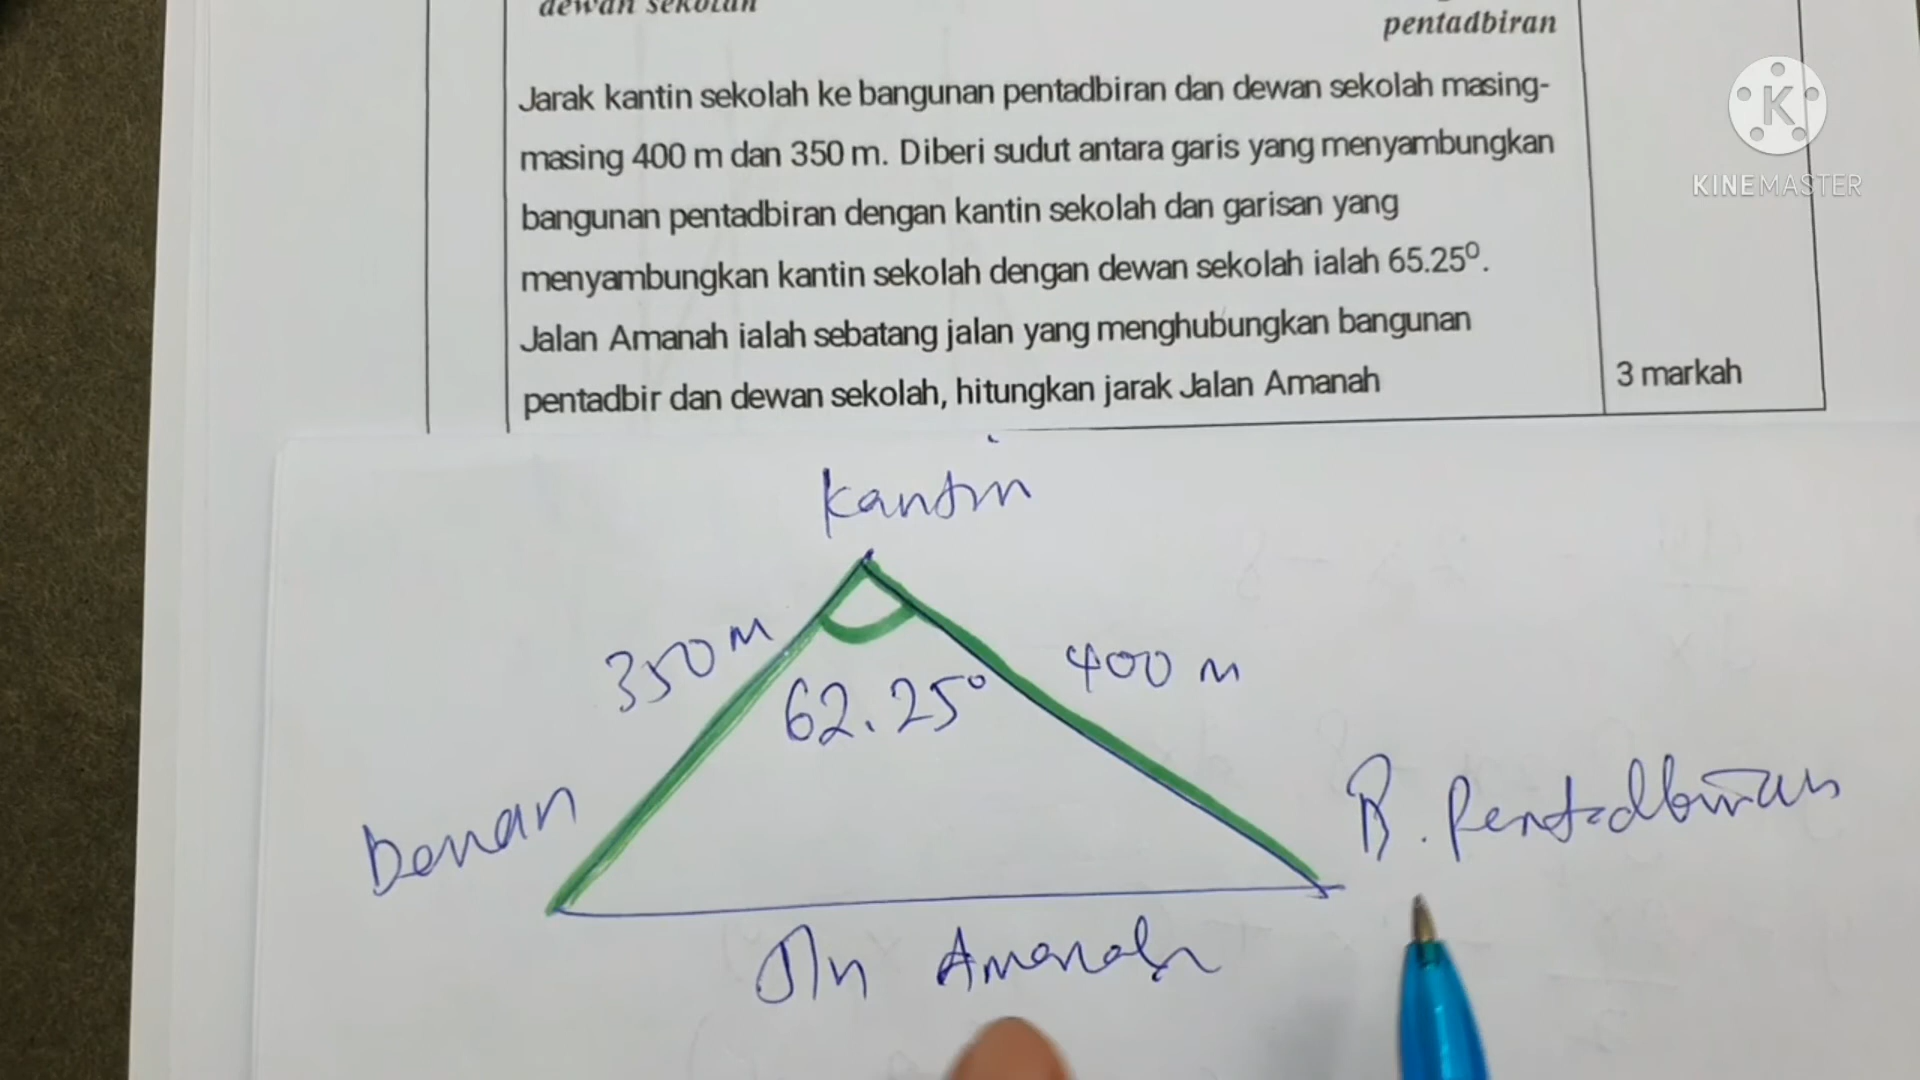 dewan sekolah
pentadbiran
Jarak kantin sekolah ke bangunan pentadbiran dan dewan sekolah masing-
masing 400 m dan 350 m. Diberi sudut antara garis yang menyambungkan
bangunan pentadbiran dengan kantin sekolah dan garisan yang
menyambungkan kantin sekolah dengan dewan sekolah ialah 65.25⁰.
Jalan Amanah ialah sebatang jalan yang menghubungkan bangunan
pentadbir dan dewan sekolah, hitungkan jarak Jalan Amanah
3 markah
K
KINEMASTER
Kantin
350 m
400 m
62.25°
Dewan
B. Pentadbiran
Jln Amanah